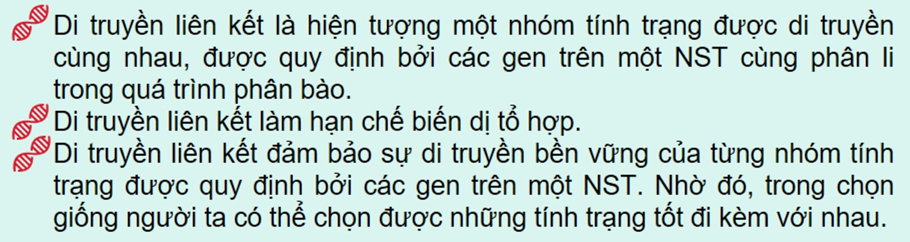 Di truyền liên kết là hiện tượng một nhóm tính trạng được di truyền
cùng nhau, được quy định bởi các gen trên một NST cùng phân li
trong quá trình phân bào.
Di truyền liên kết làm hạn chế biến dị tổ hợp.
Di truyền liên kết đảm bảo sự di truyền bền vững của từng nhóm tính
trạng được quy định bởi các gen trên một NST. Nhờ đó, trong chọn
giống người ta có thể chọn được những tính trạng tốt đi kèm với nhau.